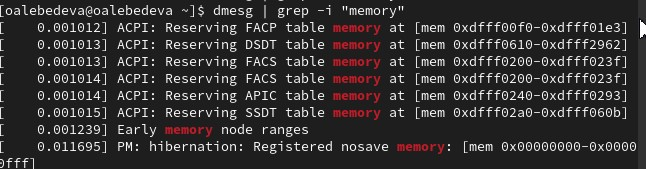 [oalebedeva@oalebedeva ~]$ dmesg | grep -i "memory"
[    0.001012] ACPI: Reserving FACP table memory at [mem 0xdfff00f0-0xdfff01e3]
[    0.001013] ACPI: Reserving DSDT table memory at [mem 0xdfff0610-0xdfff2962]
[    0.001013] ACPI: Reserving FACS table memory at [mem 0xdfff0200-0xdfff023f]
[    0.001014] ACPI: Reserving FACS table memory at [mem 0xdfff0200-0xdfff023f]
[    0.001014] ACPI: Reserving APIC table memory at [mem 0xdfff0240-0xdfff0293]
[    0.001015] ACPI: Reserving SSDT table memory at [mem 0xdfff02a0-0xdfff060b]
[    0.001239] Early memory node ranges
[    0.011695] PM: hibernation: Registered nosave memory: [mem 0x00000000-0x0000
0fff]